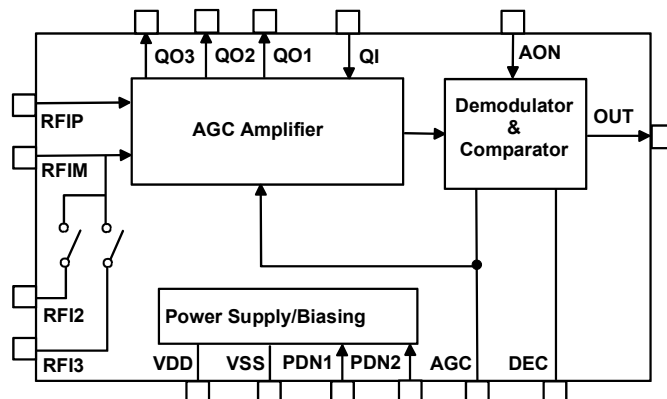 QO3 QO2 QO1 QI AON
RFIP
AGC Amplifier
Demodulator
&
Comparator
OUT
RFIM
RFI2
RFI3
Power Supply/Biasing
VDD VSS PDN1 PDN2 AGC DEC